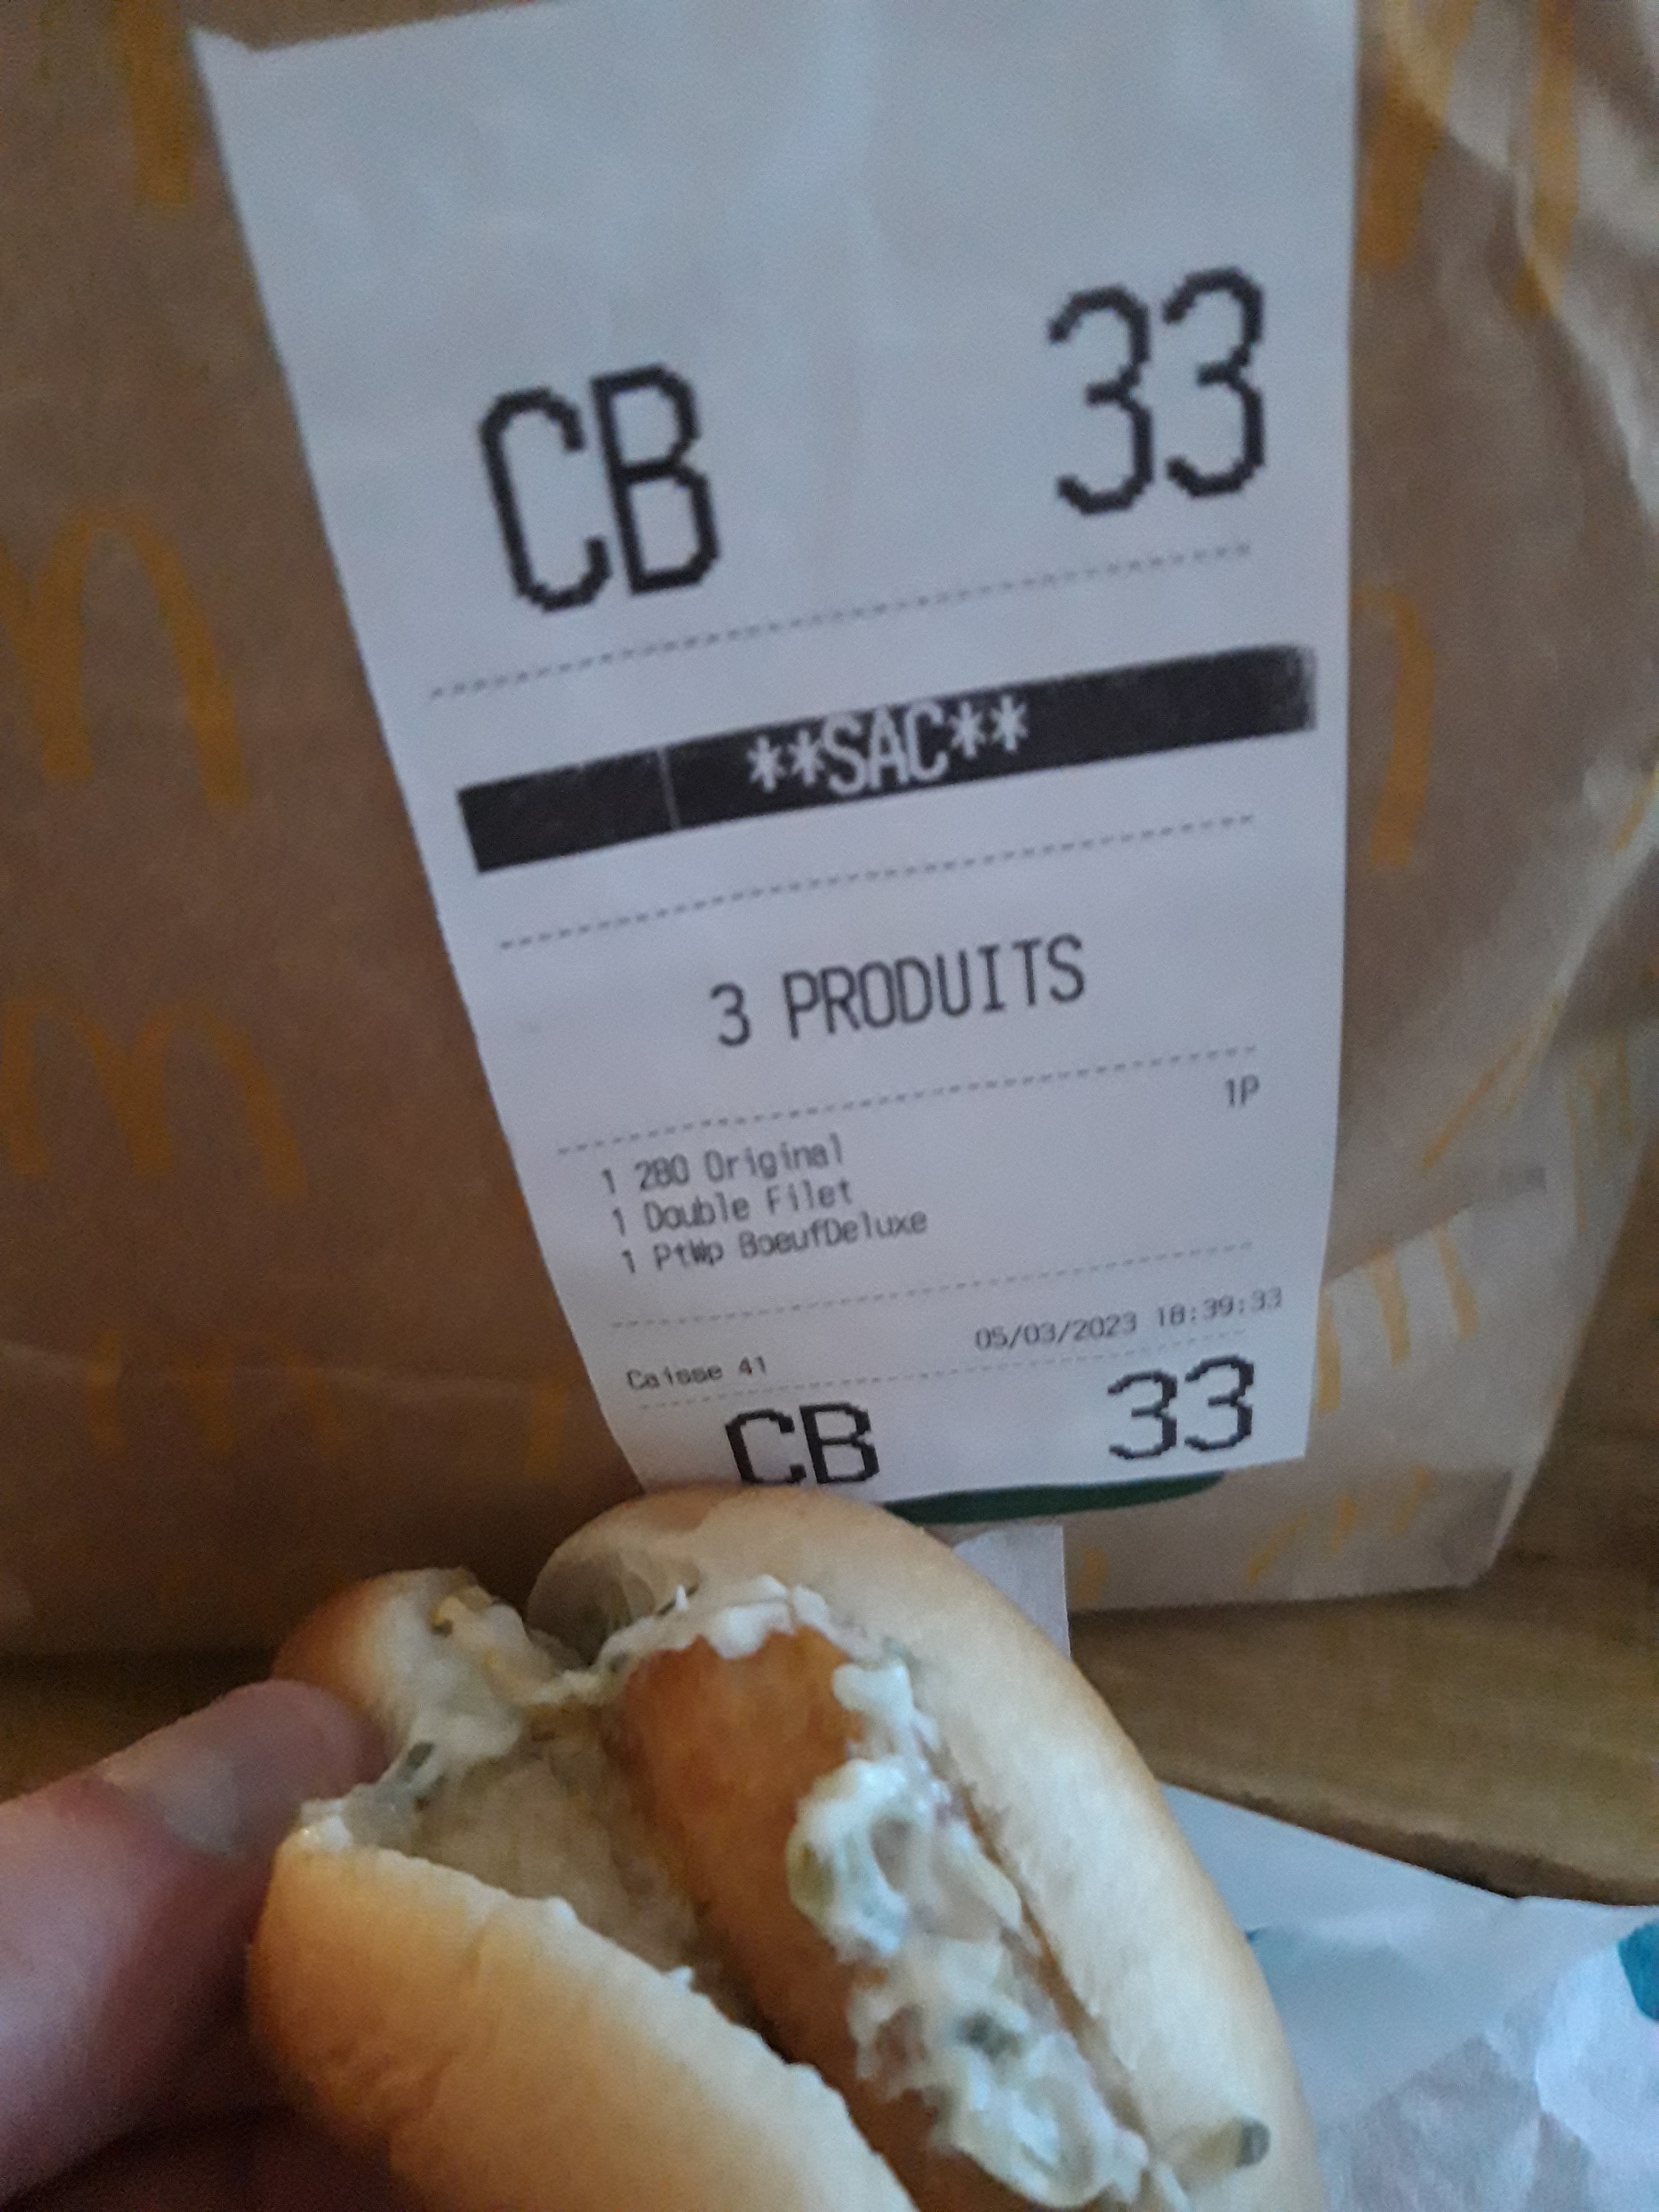 CB 33
**SAC**
3 PRODUITS
1P
1 280 Original
1 Double Filet
1 PtWp BoeufDeluxe
05/03/2023 18:39:33
Caisse 41
CB 33